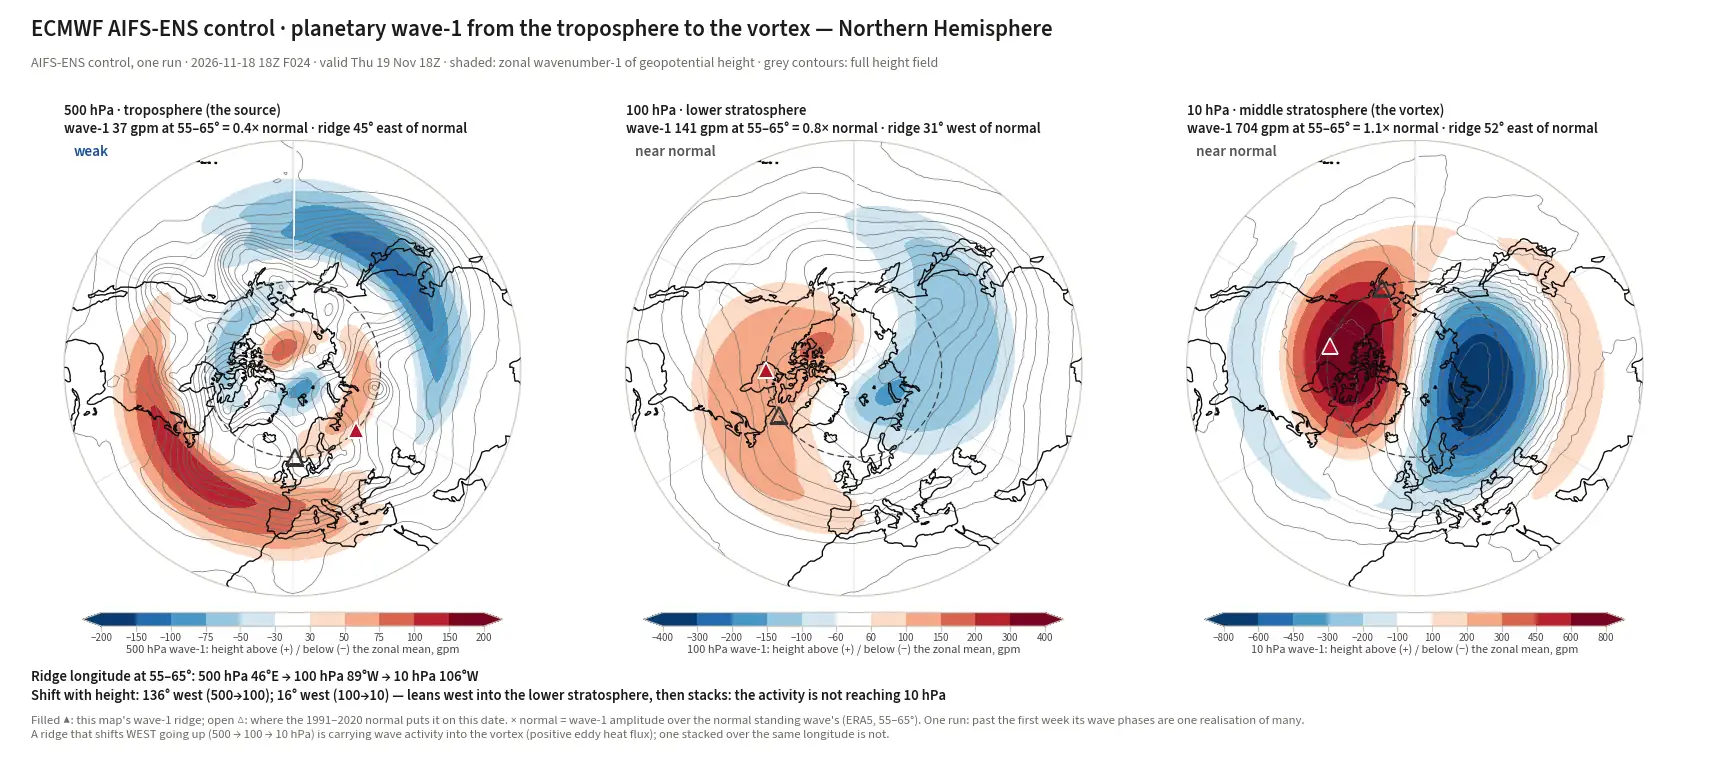 ECMWF AIFS-ENS control · planetary wave-1 from the troposphere to the vortex — Northern Hemisphere
AIFS-ENS control, one run · 2026-11-18 18Z F024 · valid Thu 19 Nov 18Z · shaded: zonal wavenumber-1 of geopotential height · grey contours: full height field
500 hPa · troposphere (the source)
wave-1 37 gpm at 55–65° = 0.4× normal · ridge 45° east of normal
weak
100 hPa · lower stratosphere
wave-1 141 gpm at 55–65° = 0.8× normal · ridge 31° west of normal
near normal
10 hPa · middle stratosphere (the vortex)
wave-1 704 gpm at 55–65° = 1.1× normal · ridge 52° east of normal
near normal
−200 −150 −100 −75 −50 −30 30 50 75 100 150 200
500 hPa wave-1: height above (+) / below (−) the zonal mean, gpm
−400 −300 −200 −150 −100 −60 60 100 150 200 300 400
100 hPa wave-1: height above (+) / below (−) the zonal mean, gpm
−800 −600 −450 −300 −200 −100 100 200 300 450 600 800
10 hPa wave-1: height above (+) / below (−) the zonal mean, gpm
Ridge longitude at 55–65°: 500 hPa 46°E → 100 hPa 89°W → 10 hPa 106°W
Shift with height: 136° west (500→100); 16° west (100→10) — leans west into the lower stratosphere, then stacks: the activity is not reaching 10 hPa
Filled ▲: this map's wave-1 ridge; open △: where the 1991–2020 normal puts it on this date. × normal = wave-1 amplitude over the normal standing wave's (ERA5, 55–65°). One run: past the first week its wave phases are one realisation of many.
A ridge that shifts WEST going up (500 → 100 → 10 hPa) is carrying wave activity into the vortex (positive eddy heat flux); one stacked over the same longitude is not.